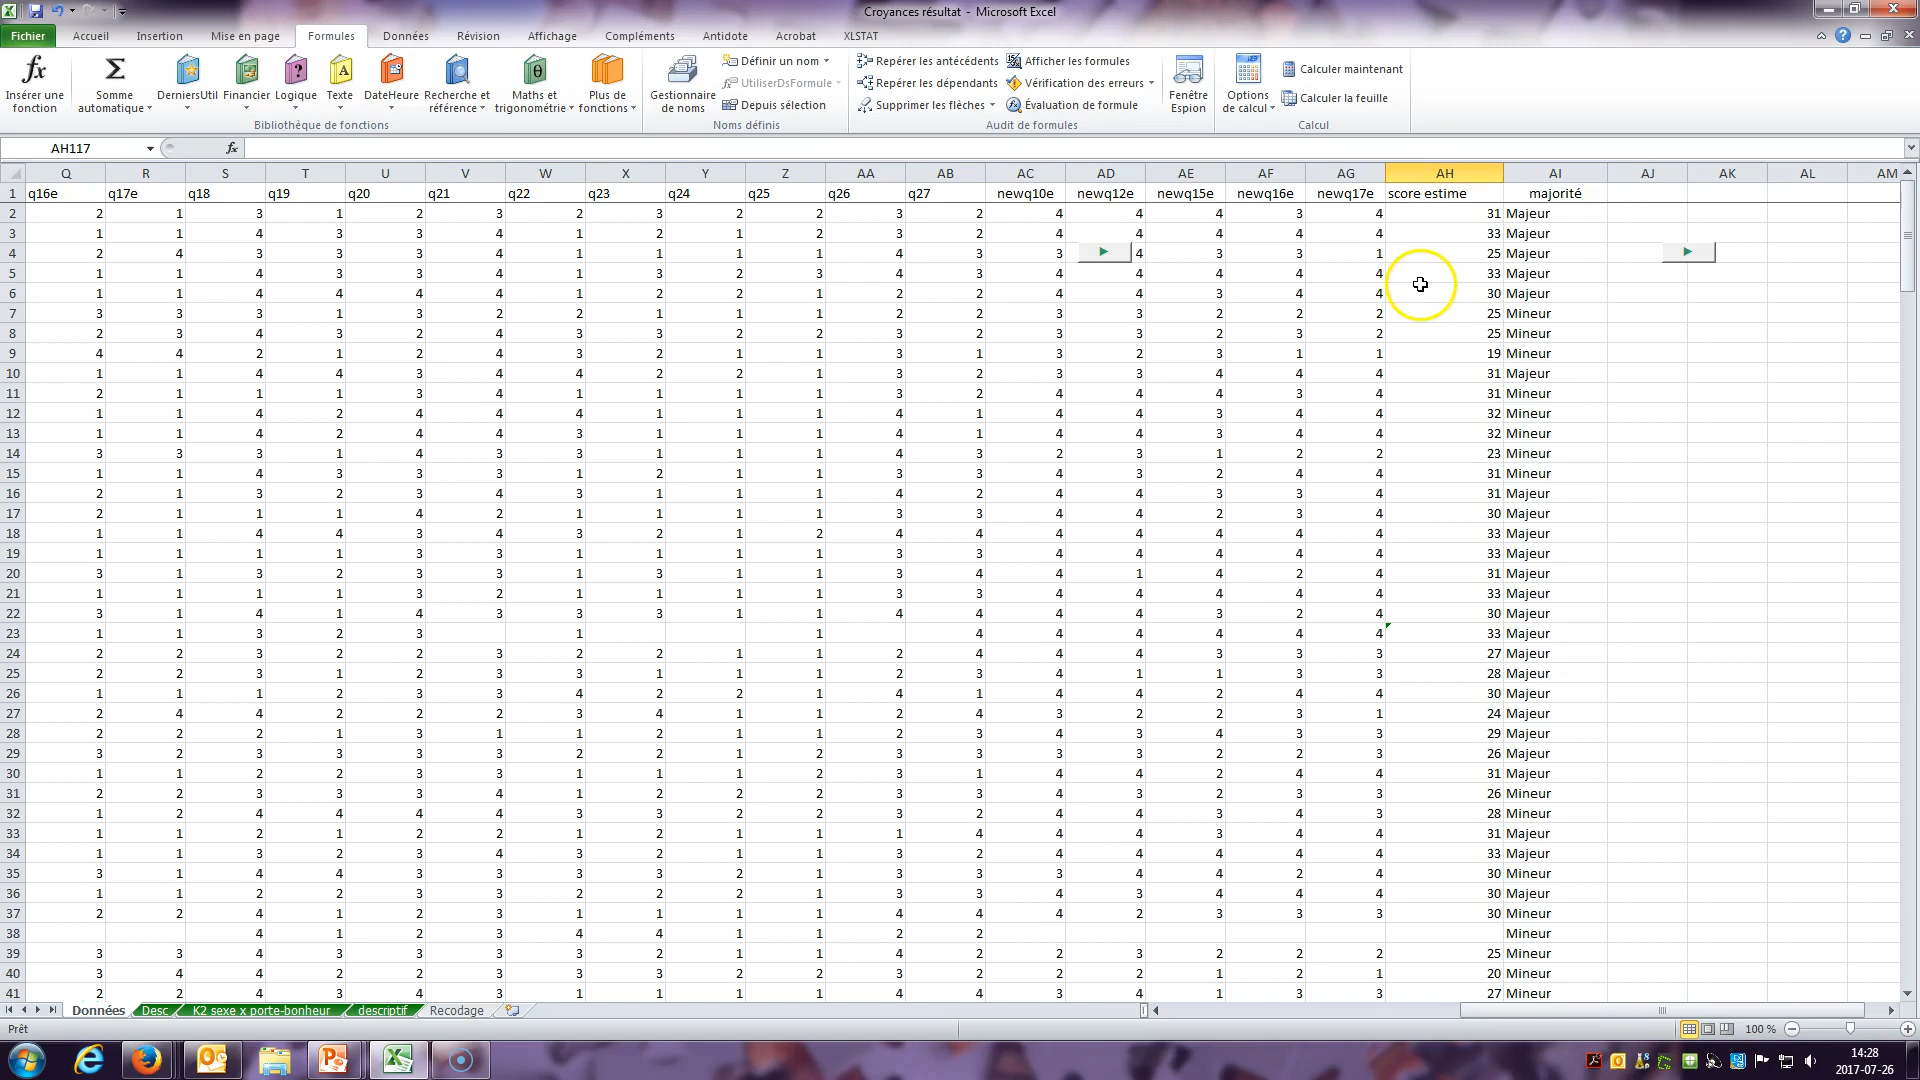 Croyances résultat - Microsoft Excel
Fichier Accueil Insertion Mise en page Formules Données Révision Affichage Compléments Antidote Acrobat XLSTAT
Insérer une fonction
Somme automatique
DerniersUtil
Financier
Logique
Texte
DateHeure
Recherche et référence
Maths et trigonométrie
Plus de fonctions
Bibliothèque de fonctions
Gestionnaire de noms
Définir un nom
UtiliserDsFormule
Depuis sélection
Noms définis
Repérer les antécédents
Repérer les dépendants
Supprimer les flèches
Afficher les formules
Vérification des erreurs
Évaluation de formule
Audit de formules
Fenêtre Espion
Options de calcul
Calculer maintenant
Calculer la feuille
Calcul
AH117 fx
Q R S T U V W X Y Z AA AB AC AD AE AF AG AH AI AJ AK AL AM
1 q16e q17e q18 q19 q20 q21 q22 q23 q24 q25 q26 q27 newq10e newq12e newq15e newq16e newq17e score estime majorité
2 2 1 3 1 2 3 2 3 2 2 3 2 4 4 4 3 4 31 Majeur
3 1 1 4 3 3 4 1 2 1 2 3 2 4 4 4 4 4 33 Majeur
4 2 4 3 3 3 4 1 1 1 1 4 3 3 4 3 3 1 25 Majeur
5 1 1 4 3 3 4 1 3 2 3 4 3 4 4 4 4 4 33 Majeur
6 1 1 4 4 4 4 1 2 2 1 2 2 4 4 3 4 4 30 Majeur
7 3 3 3 1 3 2 2 1 1 1 2 2 3 3 2 2 2 25 Mineur
8 2 3 4 3 2 4 3 3 2 2 3 2 3 3 2 3 2 25 Mineur
9 4 4 2 1 2 4 3 2 1 1 3 1 3 2 3 1 1 19 Mineur
10 1 1 4 4 3 4 2 2 2 1 3 2 3 3 4 4 4 31 Majeur
11 2 1 1 1 3 4 1 1 1 1 3 2 4 4 4 3 4 31 Mineur
12 1 1 4 2 4 4 4 1 1 1 4 1 4 4 3 4 4 32 Mineur
13 1 1 4 2 4 4 3 1 1 1 4 1 4 4 3 4 4 32 Mineur
14 3 3 3 1 4 3 3 1 1 1 4 3 2 3 1 2 2 23 Mineur
15 1 1 4 3 3 3 1 2 1 1 3 3 4 3 2 4 4 31 Mineur
16 2 1 3 2 3 4 3 1 1 1 4 2 4 4 3 3 4 31 Majeur
17 2 1 1 1 4 2 1 1 1 1 3 3 4 4 2 3 4 30 Majeur
18 1 1 4 4 3 4 3 2 1 2 4 4 4 4 4 4 4 33 Majeur
19 1 1 1 1 3 3 1 1 1 1 3 3 4 4 4 4 4 33 Majeur
20 3 1 3 2 3 3 1 3 1 1 3 4 4 1 4 2 4 31 Majeur
21 1 1 1 1 3 2 1 1 1 1 3 3 4 4 4 4 4 33 Majeur
22 3 1 4 1 4 3 3 3 1 1 4 4 4 4 3 2 4 30 Majeur
23 1 1 3 2 3 1 1 4 4 4 4 4 4 33 Majeur
24 2 2 3 2 2 3 2 2 1 1 2 4 4 4 3 3 3 27 Majeur
25 2 2 3 1 2 3 3 1 1 1 2 3 4 1 1 3 3 28 Majeur
26 1 1 1 2 3 3 4 2 2 1 4 1 4 4 2 4 4 30 Majeur
27 2 4 4 2 2 2 3 4 1 1 2 4 3 2 2 3 1 24 Majeur
28 2 2 2 1 3 1 1 2 1 1 2 3 4 3 4 3 3 29 Majeur
29 3 2 3 3 3 3 2 2 1 2 3 3 3 3 2 2 3 26 Majeur
30 1 1 2 2 3 3 1 1 1 2 3 1 4 4 2 4 4 31 Majeur
31 2 2 3 3 3 4 1 2 2 2 3 3 4 3 2 3 3 26 Mineur
32 1 2 4 4 4 4 3 3 2 2 3 2 4 4 3 4 3 28 Mineur
33 1 1 2 1 2 2 1 2 1 1 1 4 4 4 3 4 4 31 Majeur
34 1 1 3 2 3 4 3 2 1 1 3 2 4 4 4 4 4 33 Majeur
35 3 1 4 4 3 3 3 3 2 1 3 3 3 4 4 2 4 30 Mineur
36 1 1 2 2 3 3 2 2 2 1 3 3 4 3 4 4 4 30 Majeur
37 2 2 4 1 2 3 1 1 1 1 4 4 4 2 3 3 3 30 Mineur
38 4 1 2 3 4 4 1 1 2 2 Mineur
39 3 3 4 3 3 3 3 2 1 1 4 2 2 3 2 2 2 25 Mineur
40 3 4 4 2 2 3 3 3 2 2 3 2 2 2 1 2 1 20 Mineur
41 2 2 4 3 4 3 1 1 1 1 4 4 3 4 1 3 3 27 Mineur
Données Desc K2 sexe x porte-bonheur descriptif Recodage
Prêt 100 %
14:28
2017-07-26